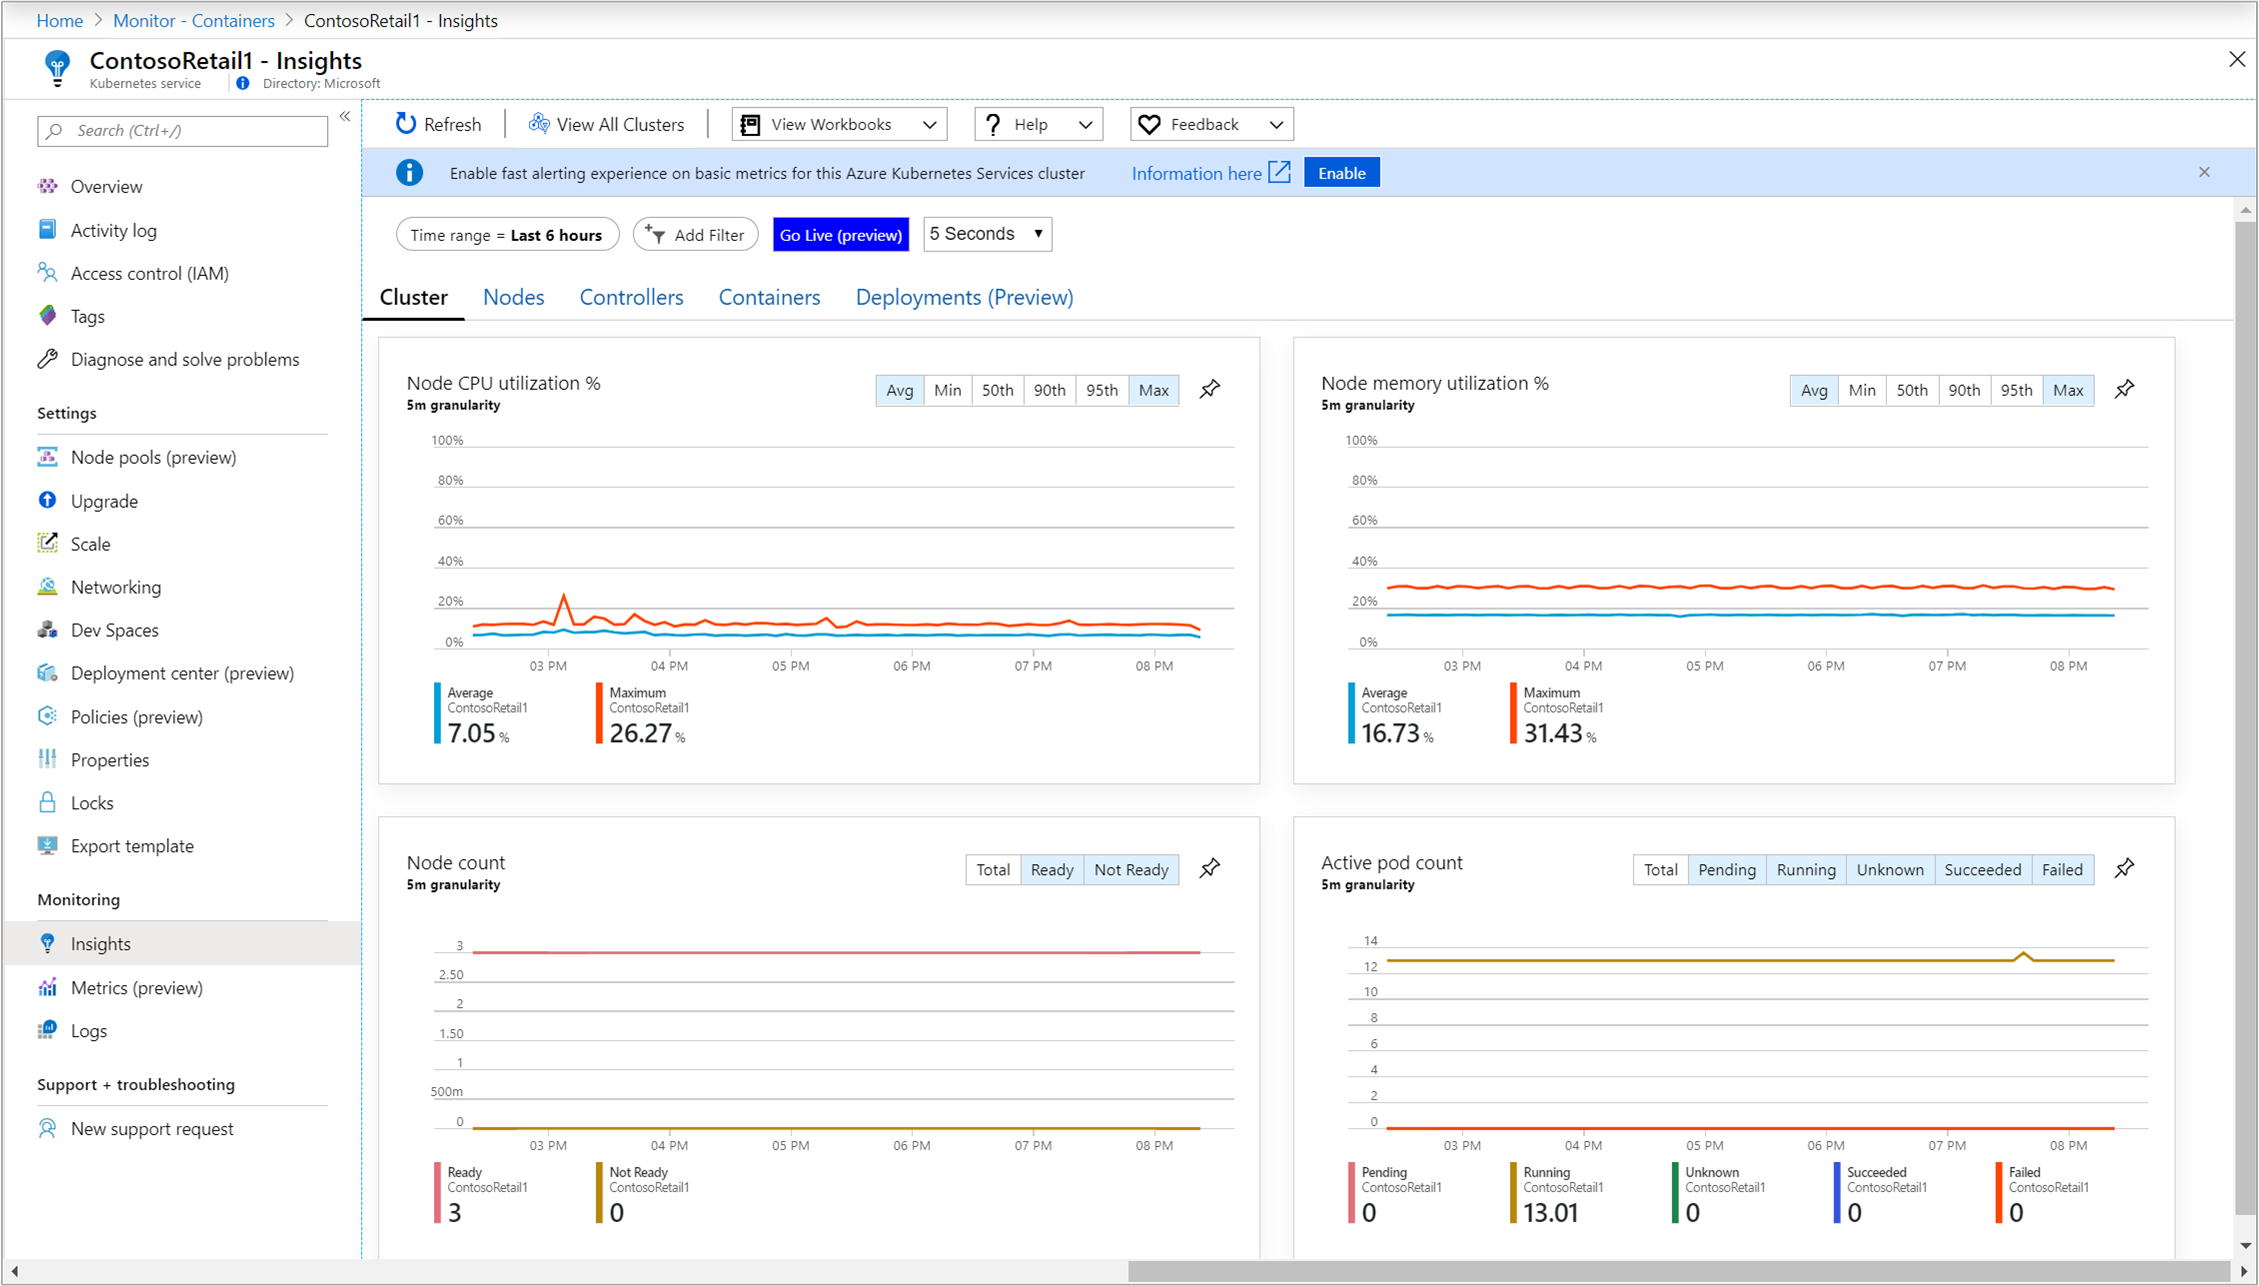 Home > Monitor - Containers > ContosoRetail1 - Insights
ContosoRetail1 - Insights
Kubernetes service
Directory: Microsoft
Search (Ctrl+/)
Overview
Activity log
Access control (IAM)
Tags
Diagnose and solve problems
Settings
Node pools (preview)
Upgrade
Scale
Networking
Dev Spaces
Deployment center (preview)
Policies (preview)
Properties
Locks
Export template
Monitoring
Insights
Metrics (preview)
Logs
Support + troubleshooting
New support request
Refresh
View All Clusters
View Workbooks
Help
Feedback
Enable fast alerting experience on basic metrics for this Azure Kubernetes Services cluster
Information here
Enable
Time range = Last 6 hours
Add Filter
Go Live (preview)
5 Seconds
Cluster
Nodes
Controllers
Containers
Deployments (Preview)
Node CPU utilization %
5m granularity
Avg Min 50th 90th 95th Max
100%
80%
60%
40%
20%
0%
03 PM 04 PM 05 PM 06 PM 07 PM 08 PM
Average
ContosoRetail1
7.05 %
Maximum
ContosoRetail1
26.27 %
Node memory utilization %
5m granularity
Avg Min 50th 90th 95th Max
100%
80%
60%
40%
20%
0%
03 PM 04 PM 05 PM 06 PM 07 PM 08 PM
Average
ContosoRetail1
16.73 %
Maximum
ContosoRetail1
31.43 %
Node count
5m granularity
Total Ready Not Ready
3
2.50
2
1.50
1
500m
0
03 PM 04 PM 05 PM 06 PM 07 PM 08 PM
Ready
ContosoRetail1
3
Not Ready
ContosoRetail1
0
Active pod count
5m granularity
Total Pending Running Unknown Succeeded Failed
14
12
10
8
6
4
2
0
03 PM 04 PM 05 PM 06 PM 07 PM 08 PM
Pending
ContosoRetail1
0
Running
ContosoRetail1
13.01
Unknown
ContosoRetail1
0
Succeeded
ContosoRetail1
0
Failed
ContosoRetail1
0